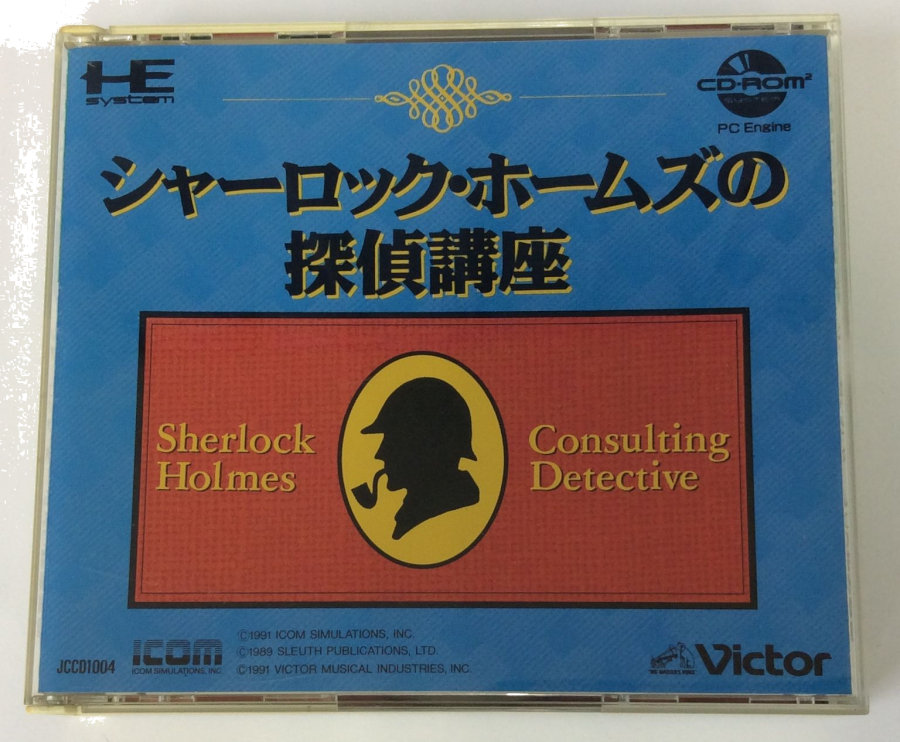 HE
system
CD-ROM²
SYSTEM
PC Engine
シャーロック・ホームズの
探偵講座
Sherlock
Holmes
Consulting
Detective
JCCD1004
ICOM
ICOM SIMULATIONS, INC.
©1991 ICOM SIMULATIONS, INC.
©1989 SLEUTH PUBLICATIONS, LTD.
©1991 VICTOR MUSICAL INDUSTRIES, INC.
"HIS MASTER'S VOICE"
Victor